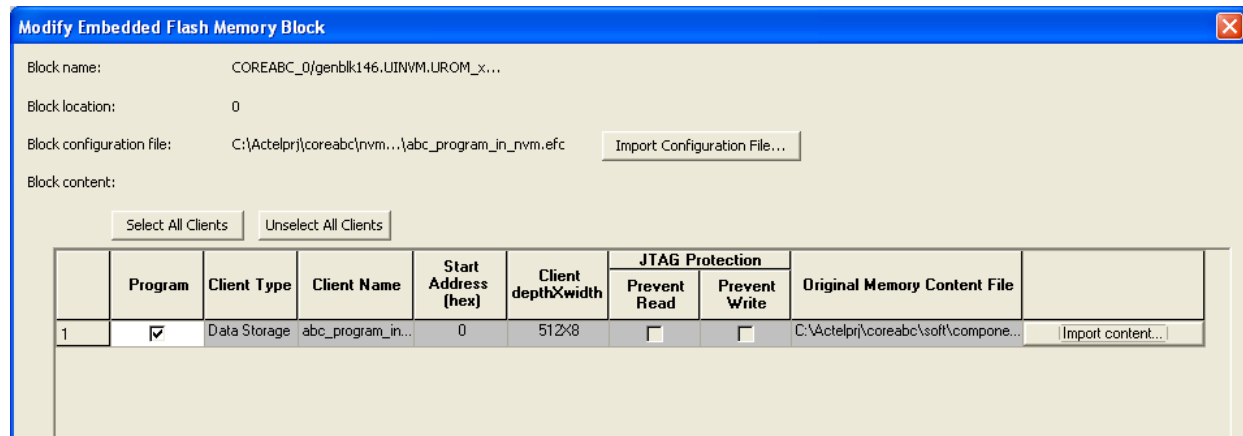 Modify Embedded Flash Memory Block
Block name: COREABC_0/genblk146.UINVM.UROM_x...
Block location: 0
Block configuration file: C:\Actelprj\coreabc\nvm...\abc_program_in_nvm.efc Import Configuration File...
Block content:
Select All Clients Unselect All Clients
Program Client Type Client Name Start Address (hex) Client depthXwidth JTAG Protection Prevent Read Prevent Write Original Memory Content File
1 Data Storage abc_program_in... 0 512X8 C:\Actelprj\coreabc\soft\compone... Import content...